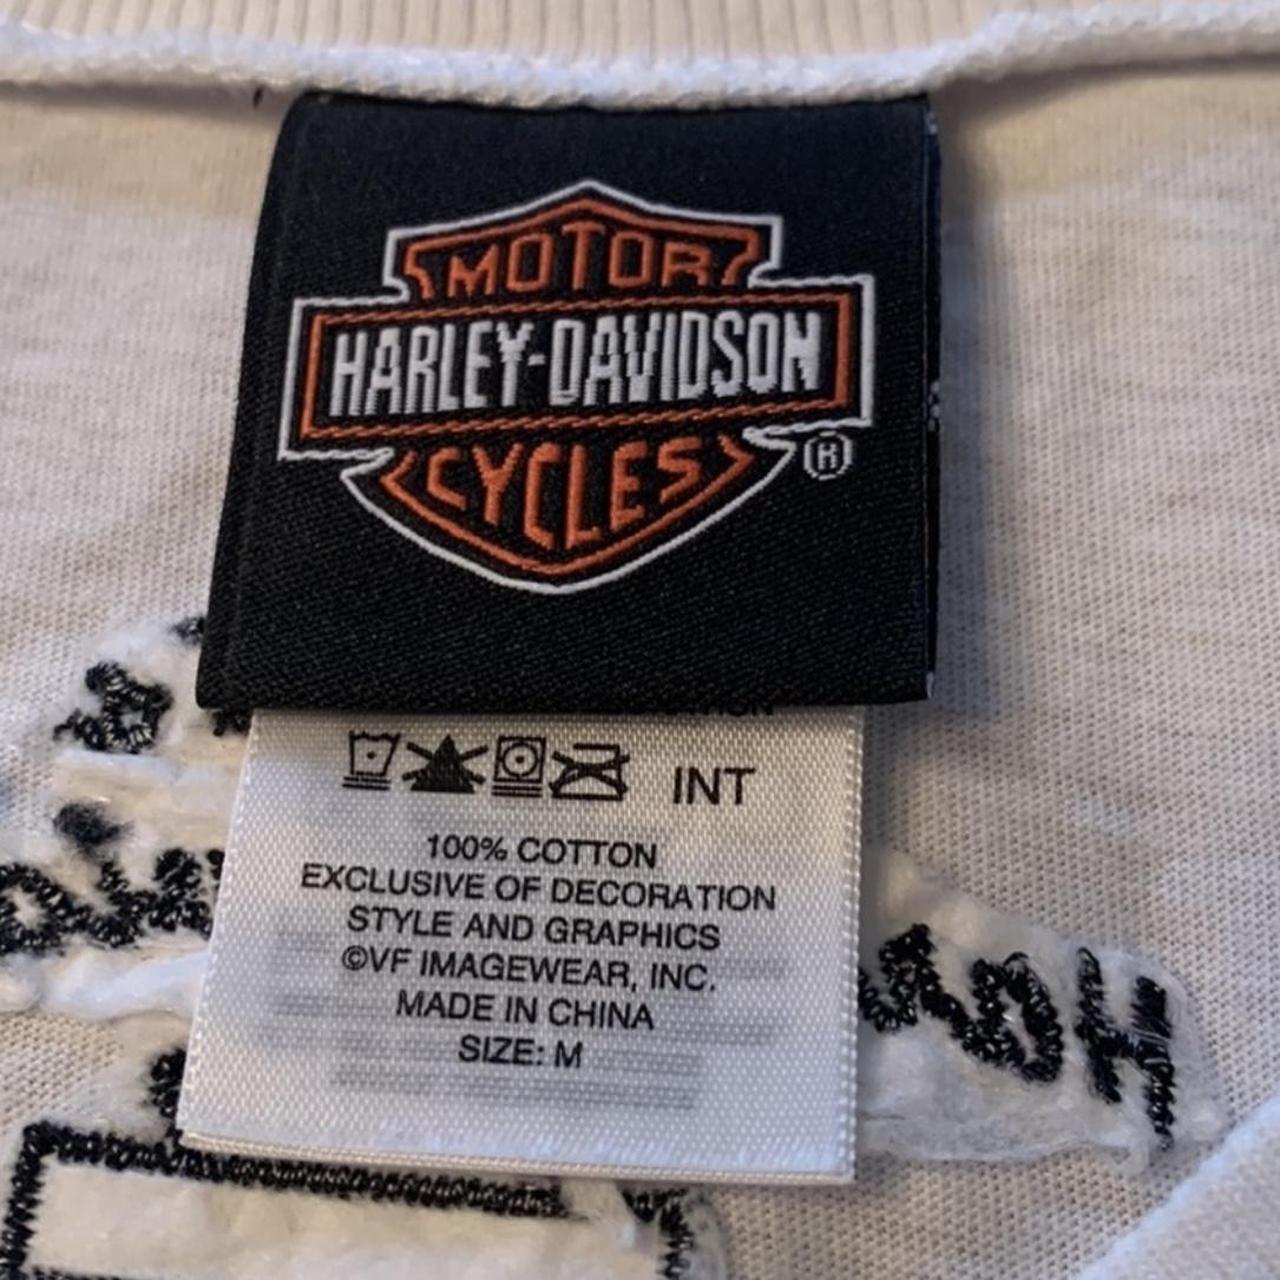 MOTOR
HARLEY-DAVIDSON
CYCLES
®
INT
100% COTTON
EXCLUSIVE OF DECORATION
STYLE AND GRAPHICS
©VF IMAGEWEAR, INC.
MADE IN CHINA
SIZE: M